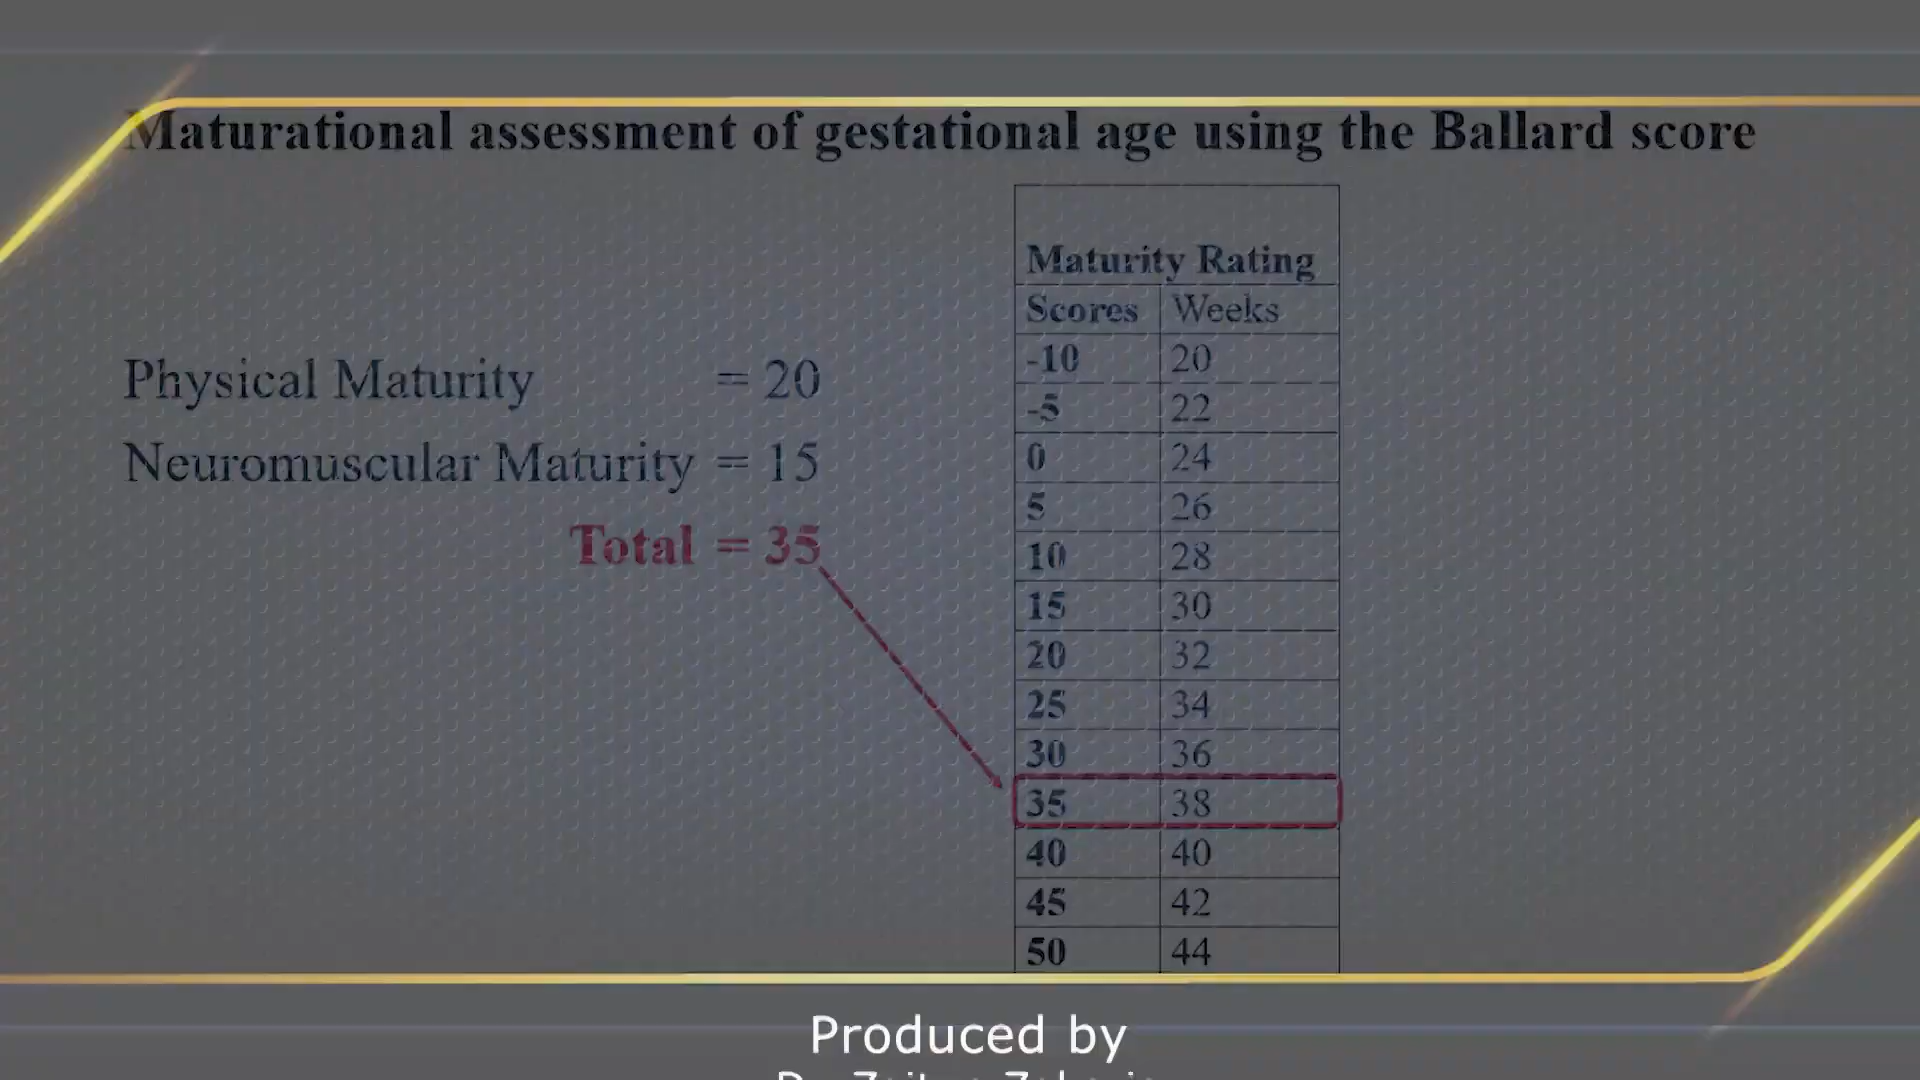 Maturational assessment of gestational age using the Ballard score
Physical Maturity = 20
Neuromuscular Maturity = 15
Total = 35
Maturity Rating
Scores Weeks
-10 20
-5 22
0 24
5 26
10 28
15 30
20 32
25 34
30 36
35 38
40 40
45 42
50 44
Produced by